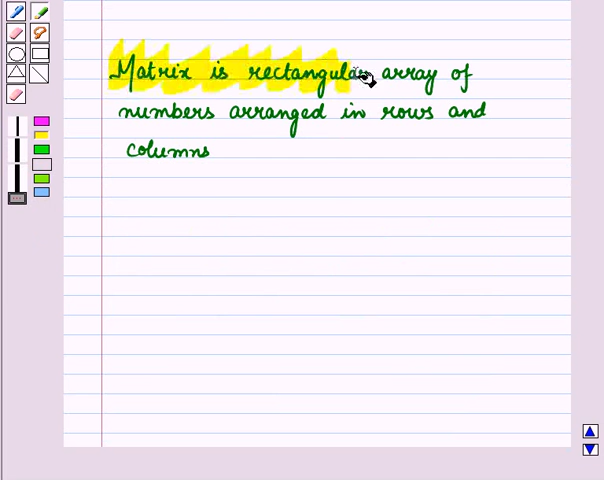 Matrix is rectangular array of
numbers arranged in rows and
columns